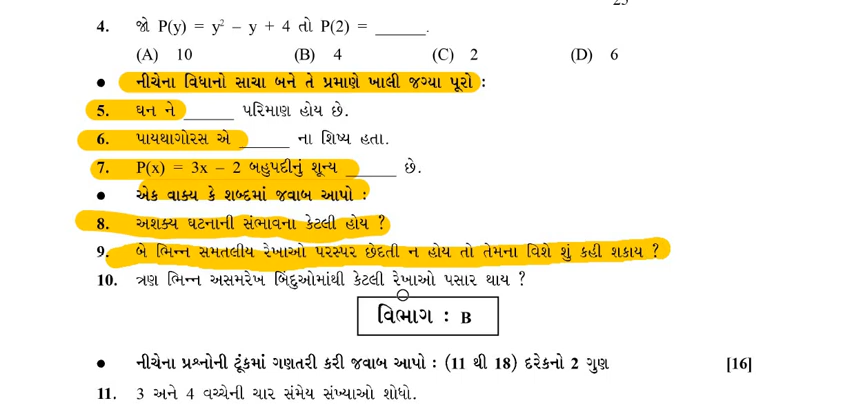 4. જો P(y) = y² – y + 4 તો P(2) = ______.
(A) 10 (B) 4 (C) 2 (D) 6
● નીચેના વિધાનો સાચા બને તે પ્રમાણે ખાલી જગ્યા પૂરો :
5. ઘન ને ______ પરિમાણ હોય છે.
6. પાયથાગોરસ એ ______ ના શિષ્ય હતા.
7. P(x) = 3x – 2 બહુપદીનું શૂન્ય ______ છે.
● એક વાક્ય કે શબ્દમાં જવાબ આપો :
8. અશક્ય ઘટનાની સંભાવના કેટલી હોય ?
9. બે ભિન્ન સમતલીય રેખાઓ પરસ્પર છેદતી ન હોય તો તેમના વિશે શું કહી શકાય ?
10. ત્રણ ભિન્ન અસમરેખ બિંદુઓમાંથી કેટલી રેખાઓ પસાર થાય ?
વિભાગ : B
● નીચેના પ્રશ્નોની ટૂંકમાં ગણતરી કરી જવાબ આપો : (11 થી 18) દરેકનો 2 ગુણ [16]
11. 3 અને 4 વચ્ચેની ચાર સંમેય સંખ્યાઓ શોધો.